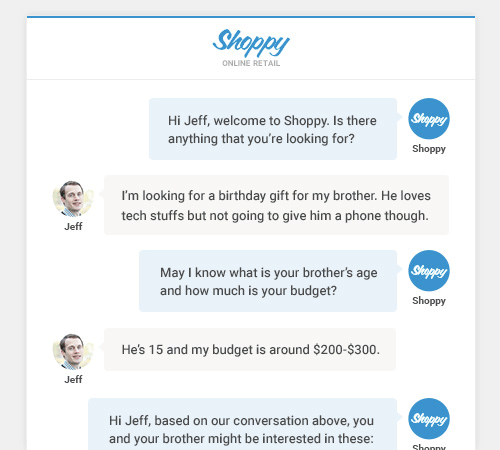 Shoppy
ONLINE RETAIL
Hi Jeff, welcome to Shoppy. Is there
anything that you’re looking for?
Shoppy
Shoppy
I’m looking for a birthday gift for my brother. He loves
tech stuffs but not going to give him a phone though.
Jeff
May I know what is your brother’s age
and how much is your budget?
Shoppy
Shoppy
He’s 15 and my budget is around $200-$300.
Jeff
Hi Jeff, based on our conversation above, you
and your brother might be interested in these:
Shoppy
Shoppy